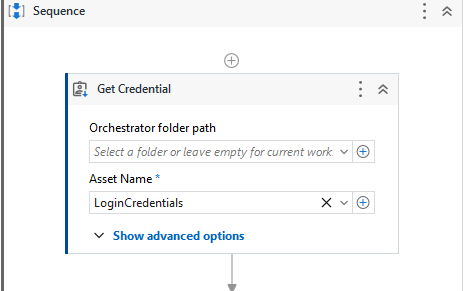 Sequence
Get Credential
Orchestrator folder path
Select a folder or leave empty for current work
Asset Name *
LoginCredentials
Show advanced options